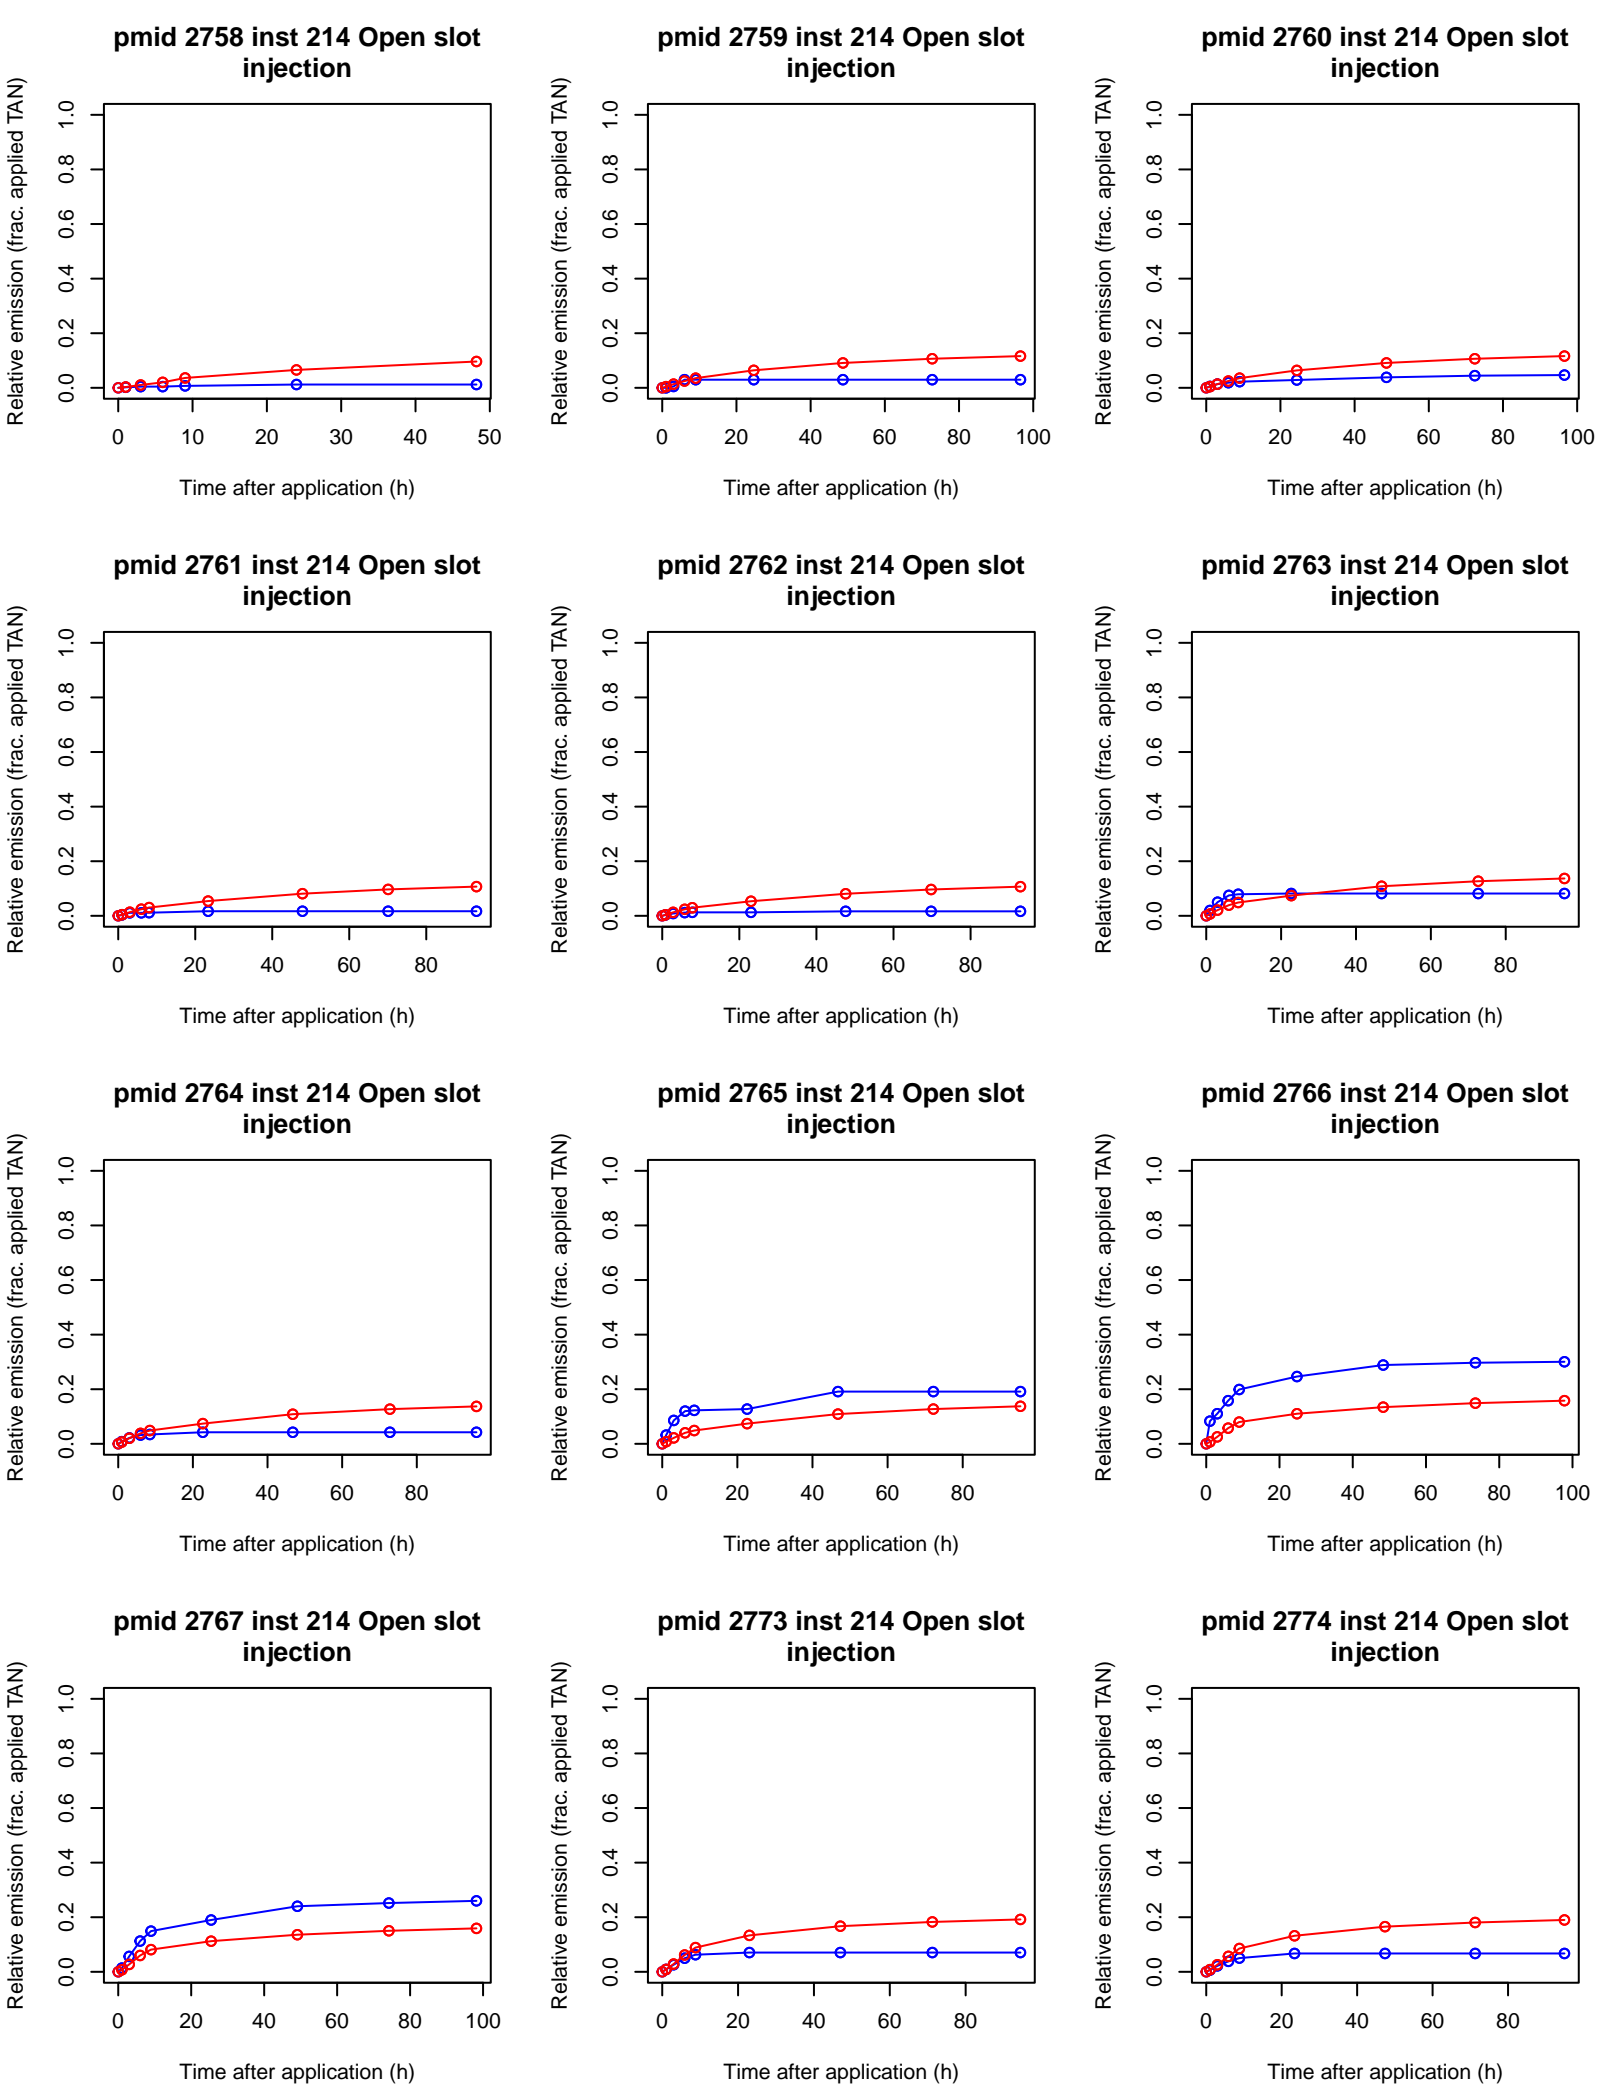 pmid 2758 inst 214 Open slot
injection
Relative emission (frac. applied TAN)
1.0
0.8
0.6
0.4
0.2
0.0
0 10 20 30 40 50
Time after application (h)
pmid 2759 inst 214 Open slot
injection
Relative emission (frac. applied TAN)
1.0
0.8
0.6
0.4
0.2
0.0
0 20 40 60 80 100
Time after application (h)
pmid 2760 inst 214 Open slot
injection
Relative emission (frac. applied TAN)
1.0
0.8
0.6
0.4
0.2
0.0
0 20 40 60 80 100
Time after application (h)
pmid 2761 inst 214 Open slot
injection
Relative emission (frac. applied TAN)
1.0
0.8
0.6
0.4
0.2
0.0
0 20 40 60 80
Time after application (h)
pmid 2762 inst 214 Open slot
injection
Relative emission (frac. applied TAN)
1.0
0.8
0.6
0.4
0.2
0.0
0 20 40 60 80
Time after application (h)
pmid 2763 inst 214 Open slot
injection
Relative emission (frac. applied TAN)
1.0
0.8
0.6
0.4
0.2
0.0
0 20 40 60 80
Time after application (h)
pmid 2764 inst 214 Open slot
injection
Relative emission (frac. applied TAN)
1.0
0.8
0.6
0.4
0.2
0.0
0 20 40 60 80
Time after application (h)
pmid 2765 inst 214 Open slot
injection
Relative emission (frac. applied TAN)
1.0
0.8
0.6
0.4
0.2
0.0
0 20 40 60 80
Time after application (h)
pmid 2766 inst 214 Open slot
injection
Relative emission (frac. applied TAN)
1.0
0.8
0.6
0.4
0.2
0.0
0 20 40 60 80 100
Time after application (h)
pmid 2767 inst 214 Open slot
injection
Relative emission (frac. applied TAN)
1.0
0.8
0.6
0.4
0.2
0.0
0 20 40 60 80 100
Time after application (h)
pmid 2773 inst 214 Open slot
injection
Relative emission (frac. applied TAN)
1.0
0.8
0.6
0.4
0.2
0.0
0 20 40 60 80
Time after application (h)
pmid 2774 inst 214 Open slot
injection
Relative emission (frac. applied TAN)
1.0
0.8
0.6
0.4
0.2
0.0
0 20 40 60 80
Time after application (h)